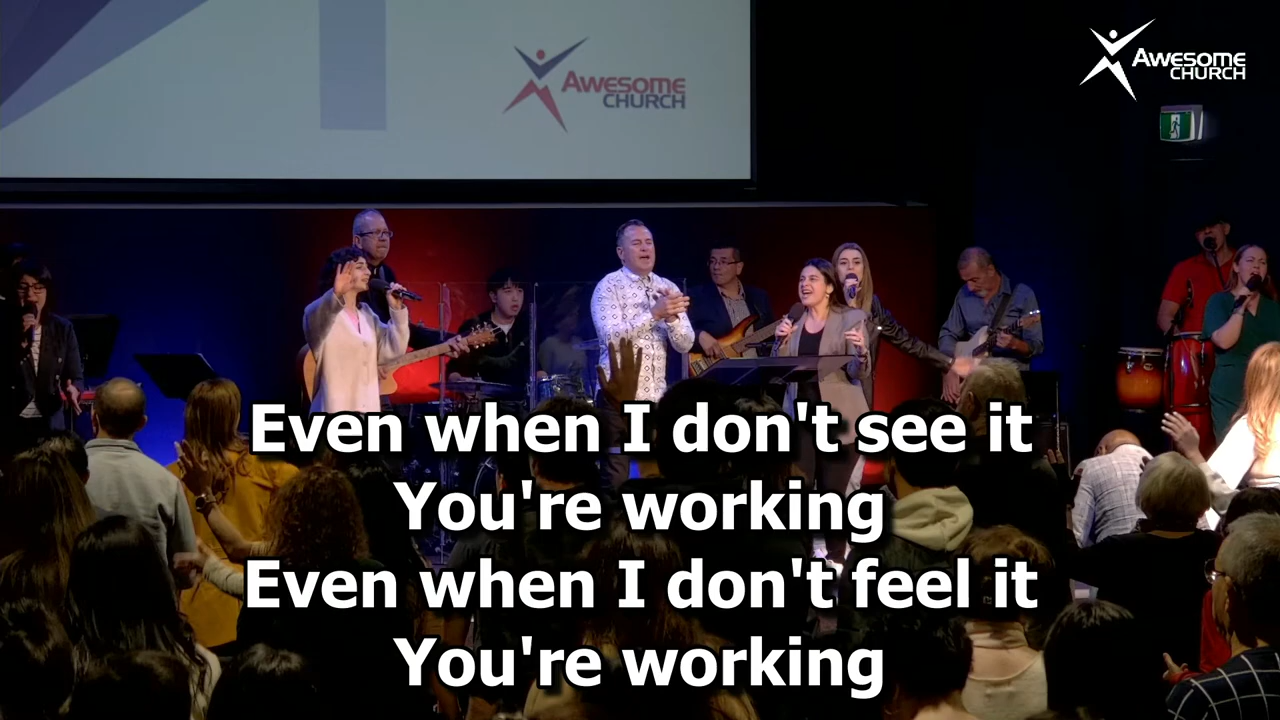 AWESOME
CHURCH
AWESOME
CHURCH
Even when I don't see it
You're working
Even when I don't feel it
You're working